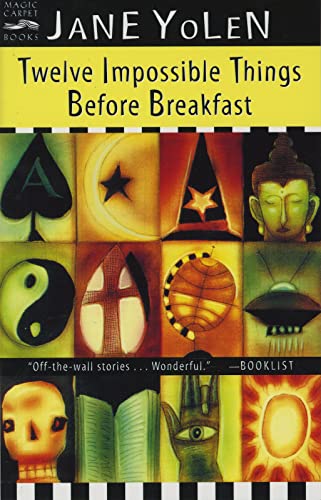 MAGIC
CARPET
BOOKS
JANE YOLEN
Twelve Impossible Things
Before Breakfast
A
"Off-the-wall stories . . . Wonderful." —BOOKLIST